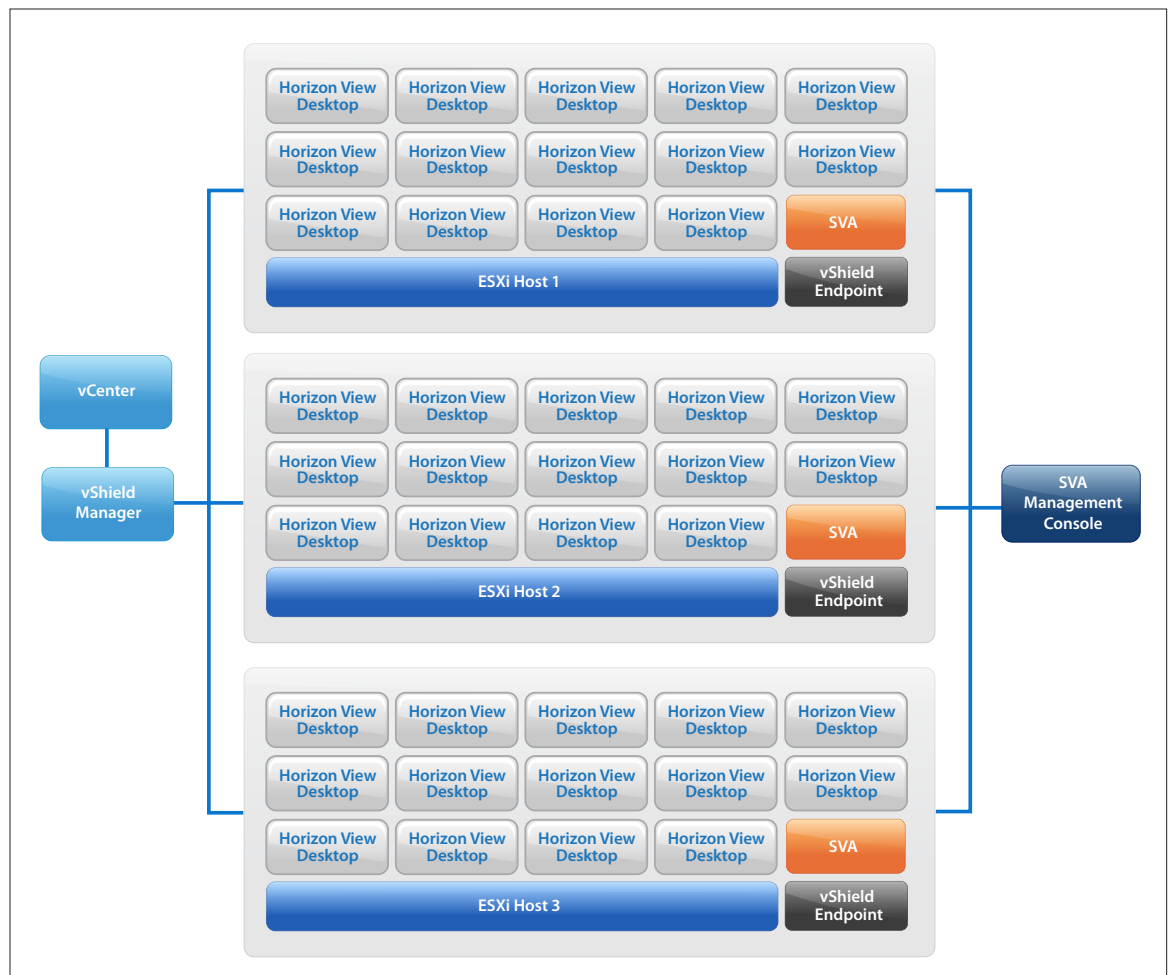 Horizon View
Desktop
Horizon View
Desktop
Horizon View
Desktop
Horizon View
Desktop
Horizon View
Desktop
Horizon View
Desktop
Horizon View
Desktop
Horizon View
Desktop
Horizon View
Desktop
Horizon View
Desktop
Horizon View
Desktop
Horizon View
Desktop
Horizon View
Desktop
Horizon View
Desktop
SVA
ESXi Host 1
vShield
Endpoint
vCenter
vShield
Manager
Horizon View
Desktop
Horizon View
Desktop
Horizon View
Desktop
Horizon View
Desktop
Horizon View
Desktop
Horizon View
Desktop
Horizon View
Desktop
Horizon View
Desktop
Horizon View
Desktop
Horizon View
Desktop
Horizon View
Desktop
Horizon View
Desktop
Horizon View
Desktop
Horizon View
Desktop
SVA
ESXi Host 2
vShield
Endpoint
SVA
Management
Console
Horizon View
Desktop
Horizon View
Desktop
Horizon View
Desktop
Horizon View
Desktop
Horizon View
Desktop
Horizon View
Desktop
Horizon View
Desktop
Horizon View
Desktop
Horizon View
Desktop
Horizon View
Desktop
Horizon View
Desktop
Horizon View
Desktop
Horizon View
Desktop
Horizon View
Desktop
SVA
ESXi Host 3
vShield
Endpoint